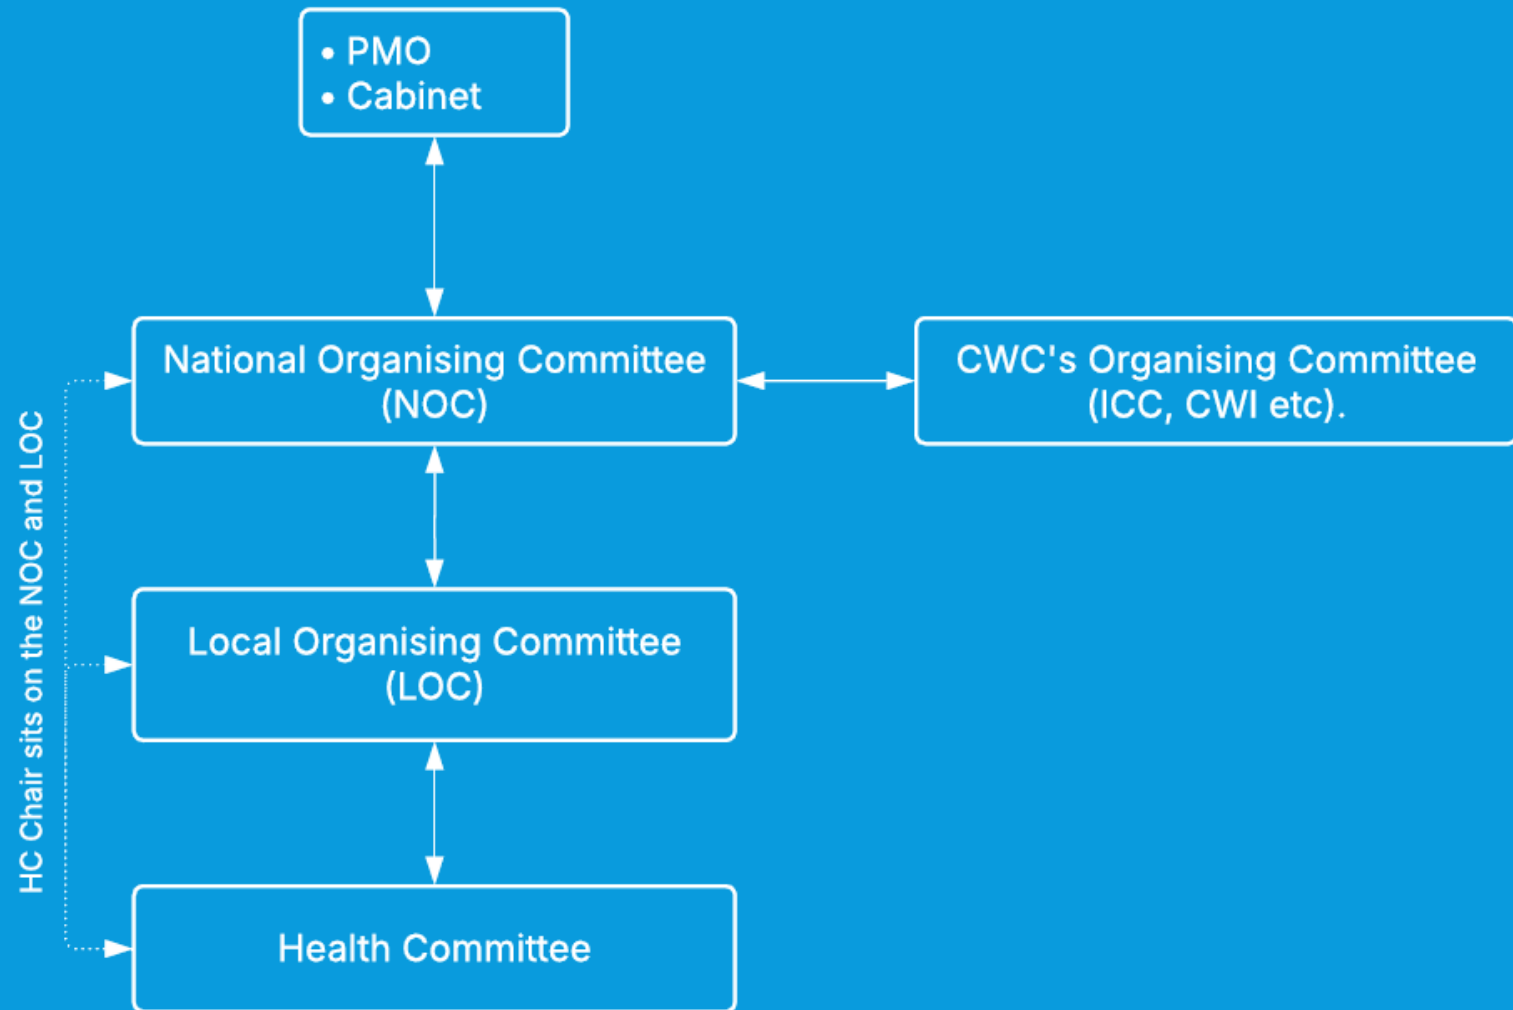 • PMO
• Cabinet
National Organising Committee
(NOC)
CWC's Organising Committee
(ICC, CWI etc).
HC Chair sits on the NOC and LOC
Local Organising Committee
(LOC)
Health Committee